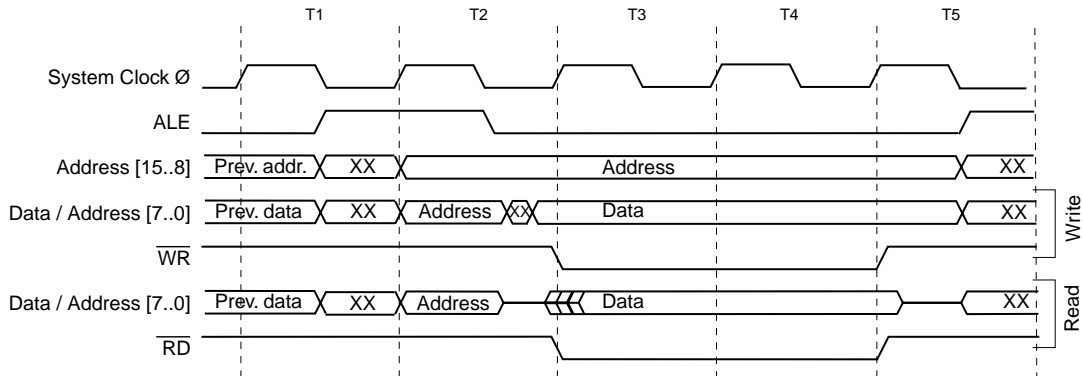 T1 T2 T3 T4 T5
System Clock Ø
ALE
Address [15..8] Prev. addr. XX Address XX
Data / Address [7..0] Prev. data XX Address XX Data XX
WR
Write
Data / Address [7..0] Prev. data XX Address Data XX
RD
Read